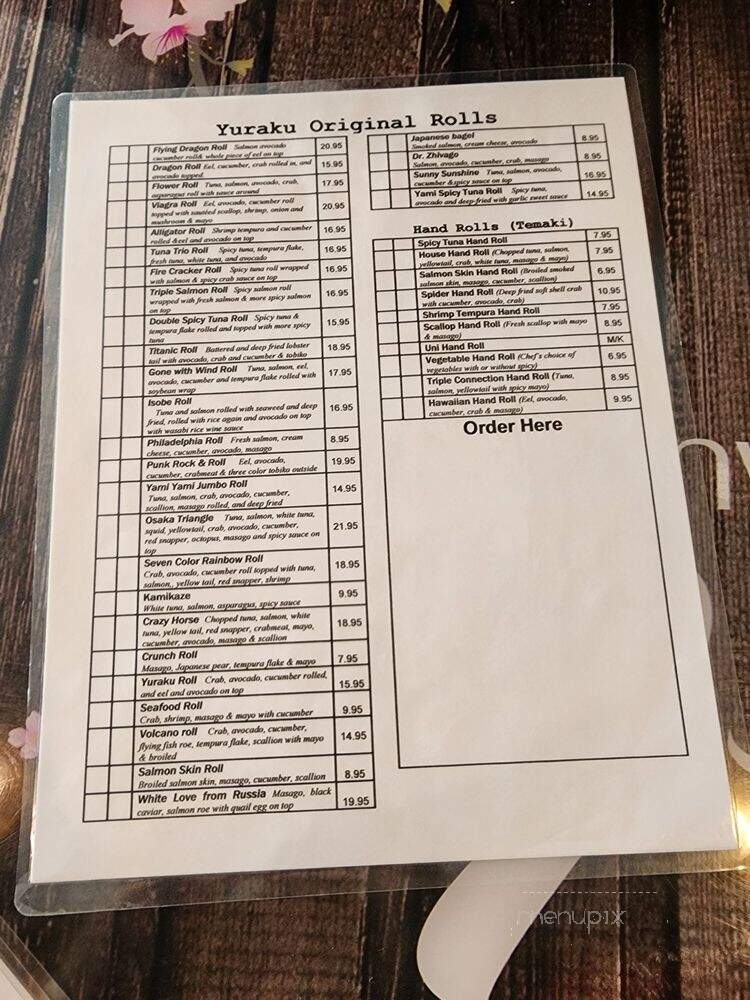 Yuraku Original Rolls
Flying Dragon Roll Salmon avocado 20.95
cucumber roll& whole piece of eel on top
Dragon Roll Eel, cucumber, crab rolled in, and 15.95
avocado topped.
Flower Roll Tuna, salmon, avocado, crab, 17.95
asparagus roll with sauce around
Viagra Roll Eel, avocado, cucumber roll 20.95
topped with sautéed scallop, shrimp, onion and
mushroom & mayo
Alligator Roll Shrimp tempura and cucumber 16.95
rolled &eel and avocado on top
Tuna Trio Roll Spicy tuna, tempura flake, 16.95
fresh tuna, white tuna, and avocado
Fire Cracker Roll Spicy tuna roll wrapped 16.95
with salmon & spicy crab sauce on top
Triple Salmon Roll Spicy salmon roll 16.95
wrapped with fresh salmon & more spicy salmon
on top
Double Spicy Tuna Roll Spicy tuna & 15.95
tempura flake rolled and topped with more spicy
tuna
Titanic Roll Battered and deep fried lobster 18.95
tail with avocado, crab and cucumber & tobiko
Gone with Wind Roll Tuna, salmon, eel, 17.95
avocado, cucumber and tempura flake rolled with
soybean wrap
Isobe Roll 16.95
Tuna and salmon rolled with seaweed and deep
fried, rolled with rice again and avocado on top
with wasabi rice wine sauce
Philadelphia Roll Fresh salmon, cream 8.95
cheese, cucumber, avocado, masago
Punk Rock & Roll Eel, avocado, 19.95
cucumber, crabmeat & three color tobiko outside
Yami Yami Jumbo Roll 14.95
Tuna, salmon, crab, avocado, cucumber,
scallion, masago rolled, and deep fried
Osaka Triangle Tuna, salmon, white tuna, 21.95
squid, yellowtail, crab, avocado, cucumber,
red snapper, octopus, masago and spicy sauce on
top
Seven Color Rainbow Roll 18.95
Crab, avocado, cucumber roll topped with tuna,
salmon,, yellow tail, red snapper, shrimp
Kamikaze 9.95
White tuna, salmon, asparagus, spicy sauce
Crazy Horse Chopped tuna, salmon, white 18.95
tuna, yellow tail, red snapper, crabmeat, mayo,
cucumber, avocado, masago & scallion
Crunch Roll 7.95
Masago, Japanese pear, tempura flake & mayo
Yuraku Roll Crab, avocado, cucumber rolled, 15.95
and eel and avocado on top
Seafood Roll 9.95
Crab, shrimp, masago & mayo with cucumber
Volcano roll Crab, avocado, cucumber, 14.95
flying fish roe, tempura flake, scallion with mayo
& broiled
Salmon Skin Roll 8.95
Broiled salmon skin, masago, cucumber, scallion
White Love from Russia Masago, black 19.95
caviar, salmon roe with quail egg on top
Japanese bagel 8.95
Smoked salmon, cream cheese, avocado
Dr. Zhivago 8.95
Salmon, avocado, cucumber, crab, masago
Sunny Sunshine Tuna, salmon, avocado, 16.95
cucumber &spicy sauce on top
Yami Spicy Tuna Roll Spicy tuna, 14.95
avocado and deep-fried with garlic sweet sauce
Hand Rolls (Temaki)
Spicy Tuna Hand Roll 7.95
House Hand Roll (Chopped tuna, salmon, 7.95
yellowtail, crab, white tuna, masago & mayo)
Salmon Skin Hand Roll (Broiled smoked 6.95
salmon skin, masago, cucumber, scallion)
Spider Hand Roll (Deep fried soft shell crab 10.95
with cucumber, avocado, crab)
Shrimp Tempura Hand Roll 7.95
Scallop Hand Roll (Fresh scallop with mayo 8.95
& masago)
Uni Hand Roll M/K
Vegetable Hand Roll (Chef's choice of 6.95
vegetables with or without spicy)
Triple Connection Hand Roll (Tuna, 8.95
salmon, yellowtail with spicy mayo)
Hawaiian Hand Roll (Eel, avocado, 9.95
cucumber, crab & masago)
Order Here
menupix